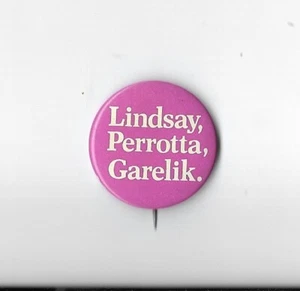 Lindsay,
Perrotta,
Garelik.